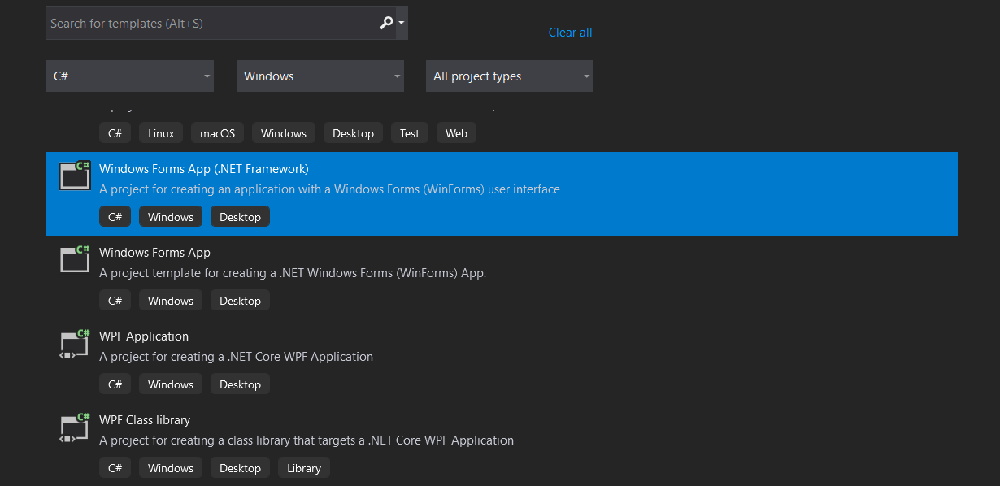 Search for templates (Alt+S)
Clear all
C# Windows All project types
C# Linux macOS Windows Desktop Test Web
C#
Windows Forms App (.NET Framework)
A project for creating an application with a Windows Forms (WinForms) user interface
C# Windows Desktop
C#
Windows Forms App
A project template for creating a .NET Windows Forms (WinForms) App.
C# Windows Desktop
C#
WPF Application
A project for creating a .NET Core WPF Application
C# Windows Desktop
C#
WPF Class library
A project for creating a class library that targets a .NET Core WPF Application
C# Windows Desktop Library